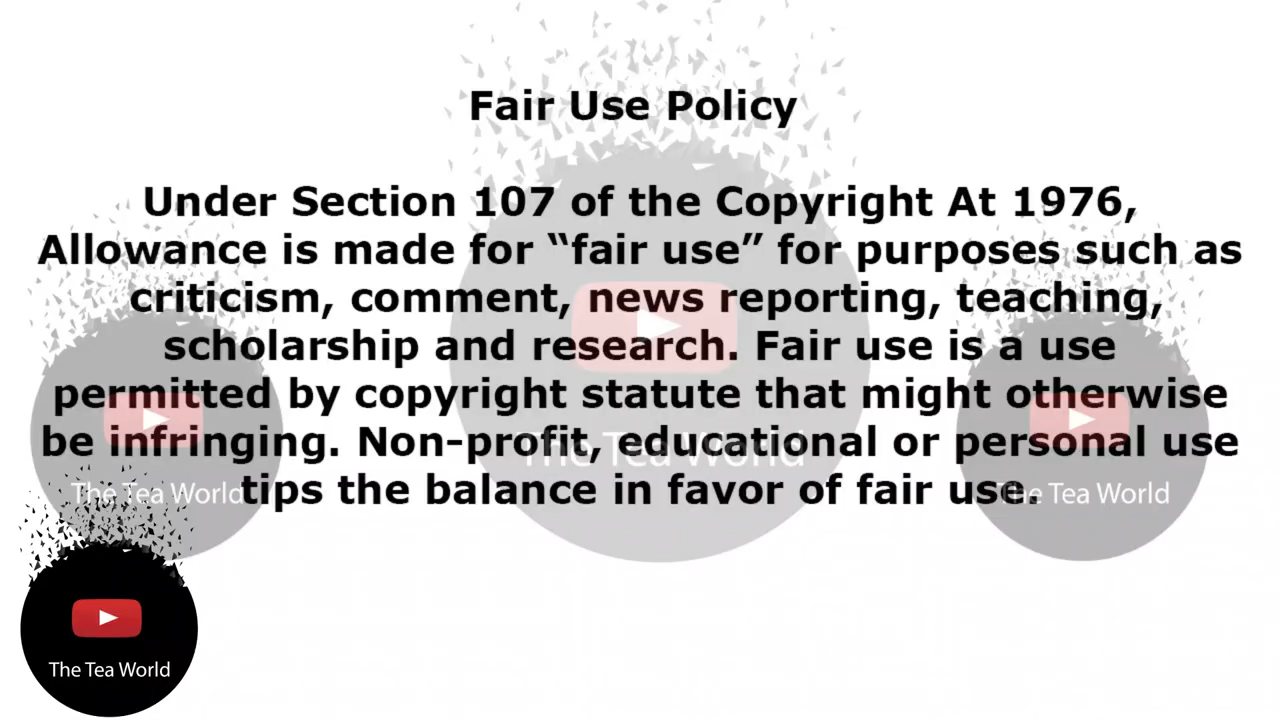 Fair Use Policy
Under Section 107 of the Copyright At 1976,
Allowance is made for “fair use” for purposes such as
criticism, comment, news reporting, teaching,
scholarship and research. Fair use is a use
permitted by copyright statute that might otherwise
be infringing. Non-profit, educational or personal use
tips the balance in favor of fair use.
The Tea World
The Tea World
The Tea World
The Tea World